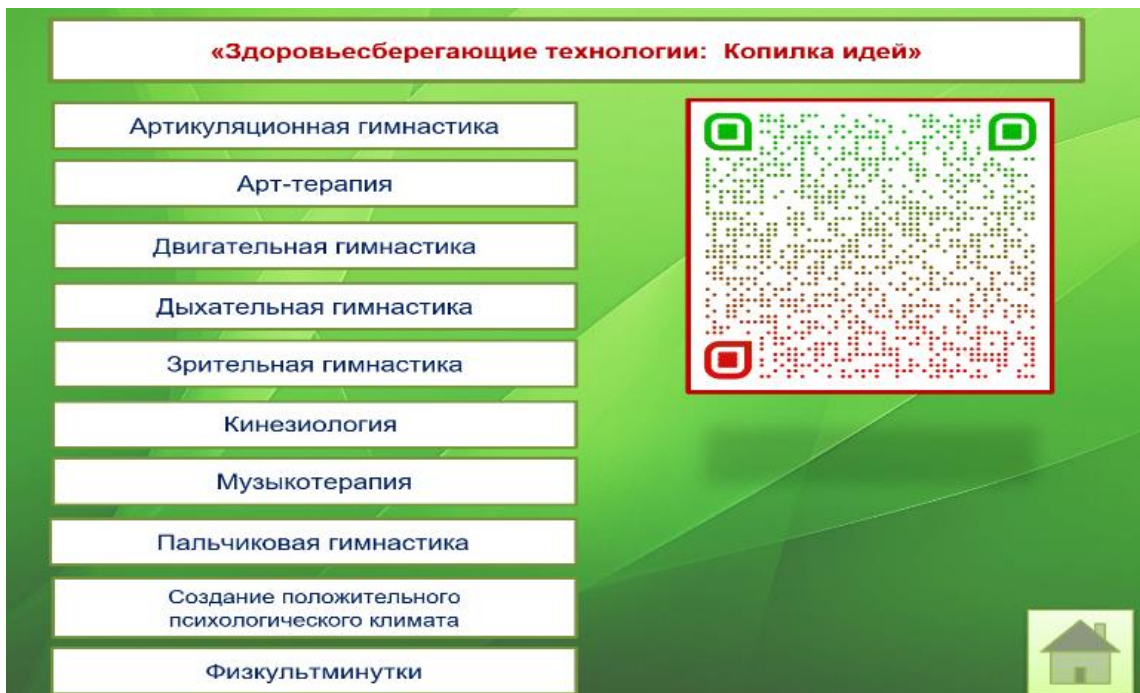 «Здоровьесберегающие технологии: Копилка идей»
Артикуляционная гимнастика
Арт-терапия
Двигательная гимнастика
Дыхательная гимнастика
Зрительная гимнастика
Кинезиология
Музыкотерапия
Пальчиковая гимнастика
Создание положительного
психологического климата
Физкультминутки